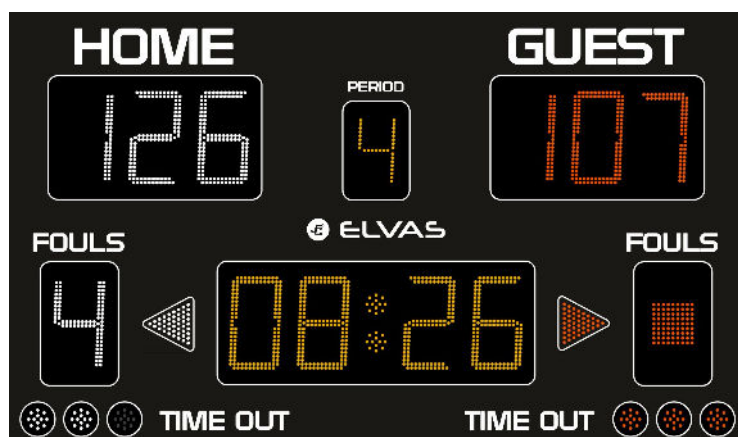 HOME GUEST
PERIOD
126 4 107
ELVAS
FOULS FOULS
4 08:26
TIME OUT TIME OUT